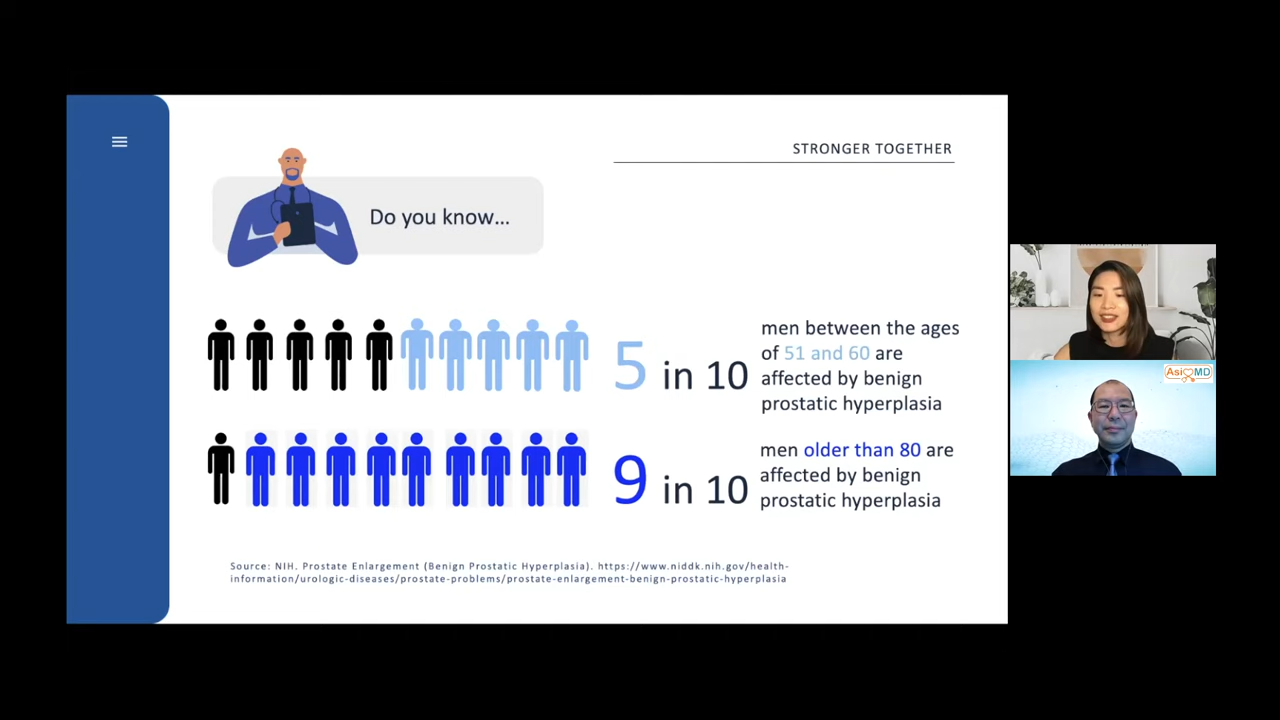 STRONGER TOGETHER
Do you know...
5 in 10
men between the ages
of 51 and 60 are
affected by benign
prostatic hyperplasia
9 in 10
men older than 80 are
affected by benign
prostatic hyperplasia
Source: NIH. Prostate Enlargement (Benign Prostatic Hyperplasia). https://www.niddk.nih.gov/health-
information/urologic-diseases/prostate-problems/prostate-enlargement-benign-prostatic-hyperplasia
AsiaMD